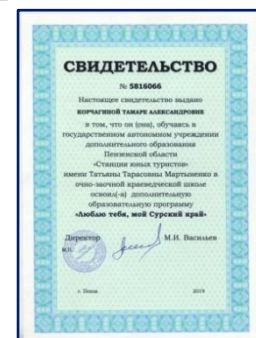 СВИДЕТЕЛЬСТВО
№ 5816066
Настоящее свидетельство выдано
КОРЧАГИНОЙ ТАМАРЕ АЛЕКСАНДРОВНЕ
в том, что он (она), обучаясь в
государственном автономном учреждении
дополнительного образования
Пензенской области
«Станции юных туристов»
имени Татьяны Тарасовны Мартыненко в
очно-заочной краеведческой школе
освоил(-а) дополнительную
образовательную программу
«Люблю тебя, мой Сурский край»
Директор М.И. Васильев
М.П.
г. Пенза 2019